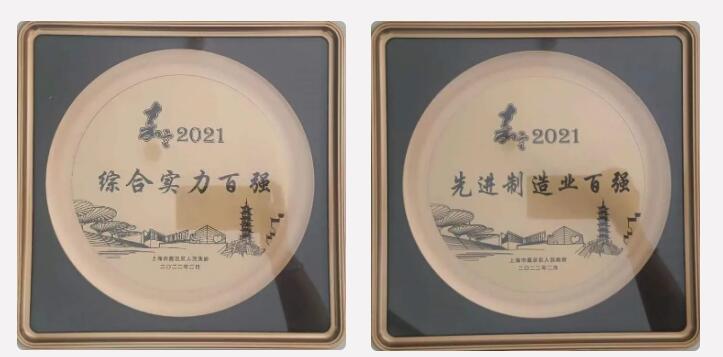 嘉定2021
综合实力百强
上海市嘉定区人民政府
二〇二二年二月
嘉定2021
先进制造业百强
上海市嘉定区人民政府
二〇二二年二月